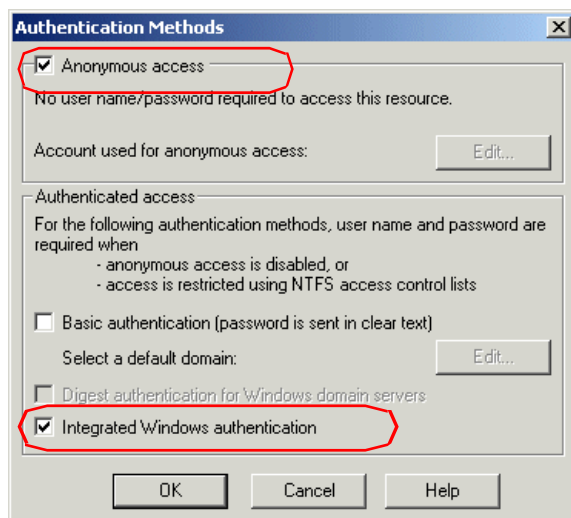 Authentication Methods
Anonymous access
No user name/password required to access this resource.
Account used for anonymous access:
Edit...
Authenticated access
For the following authentication methods, user name and password are
required when
- anonymous access is disabled, or
- access is restricted using NTFS access control lists
Basic authentication (password is sent in clear text)
Select a default domain:
Edit...
Digest authentication for Windows domain servers
Integrated Windows authentication
OK
Cancel
Help